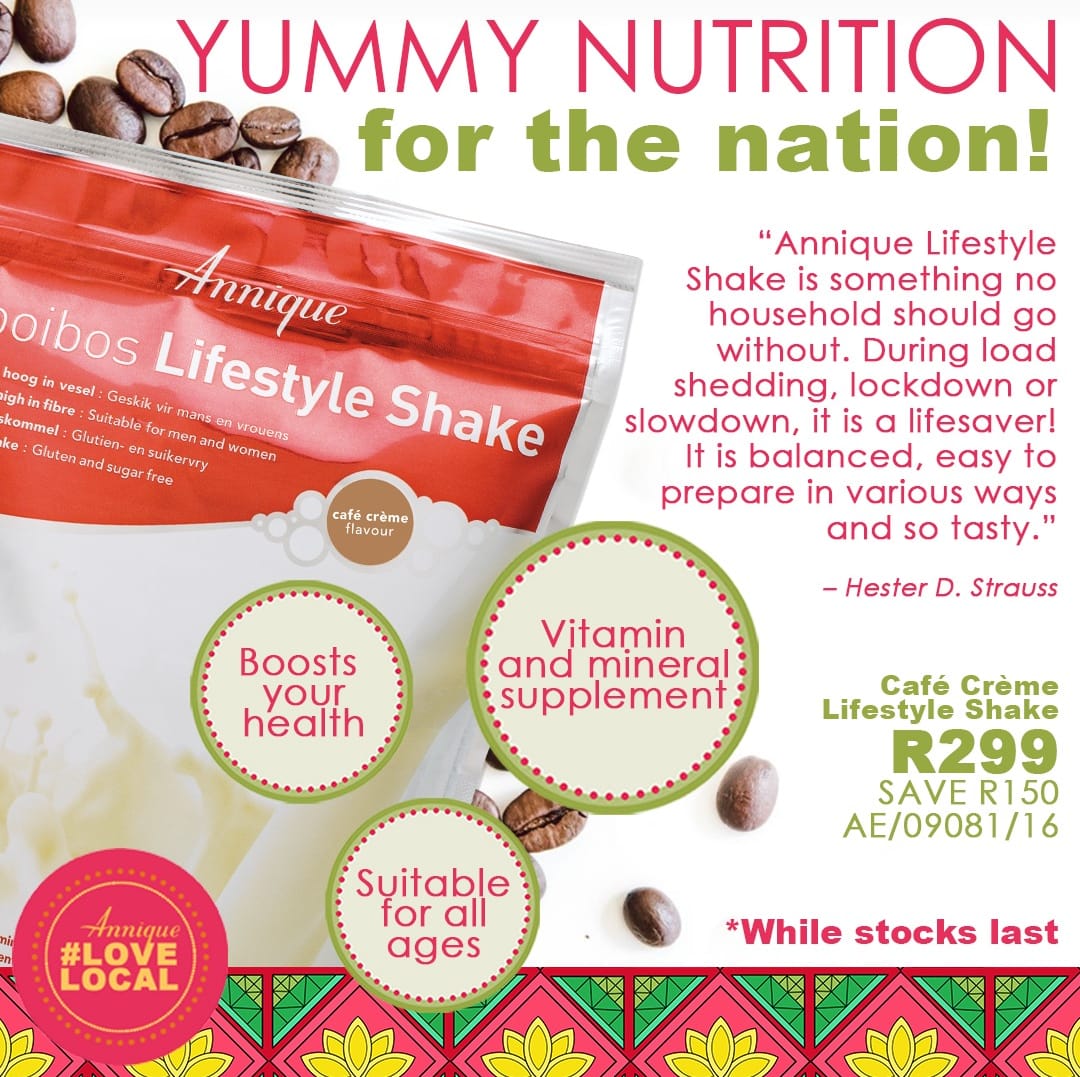 YUMMY NUTRITION
for the nation!
“Annique Lifestyle
Shake is something no
household should go
without. During load
shedding, lockdown or
slowdown, it is a lifesaver!
It is balanced, easy to
prepare in various ways
and so tasty.”
– Hester D. Strauss
Annique
Lifestyle Shake
hoog in vesel : Geskik vir mans en vrouens
high in fibre : Suitable for men and women
: Glutien- en suikervry
: Gluten and sugar free
café crème
flavour
Boosts
your
health
Vitamin
and mineral
supplement
Suitable
for all
ages
Café Crème
Lifestyle Shake
R299
SAVE R150
AE/09081/16
*While stocks last
Annique
#LOVE
LOCAL